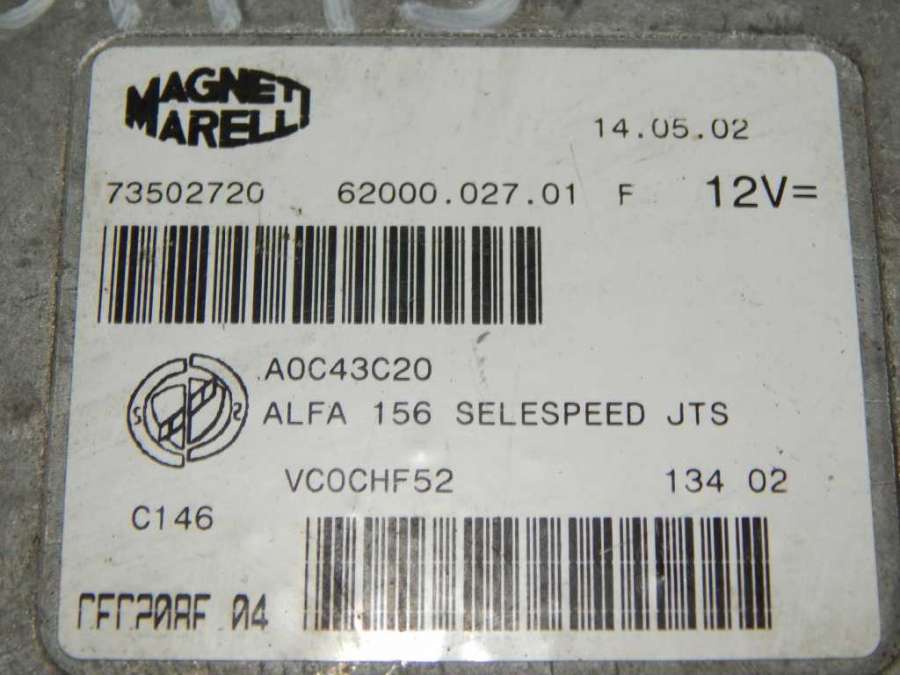 MAGNETI
MARELLI
14.05.02
73502720 62000.027.01 F 12V=
A0C43C20
ALFA 156 SELESPEED JTS
VC0CHF52 134 02
C146
04